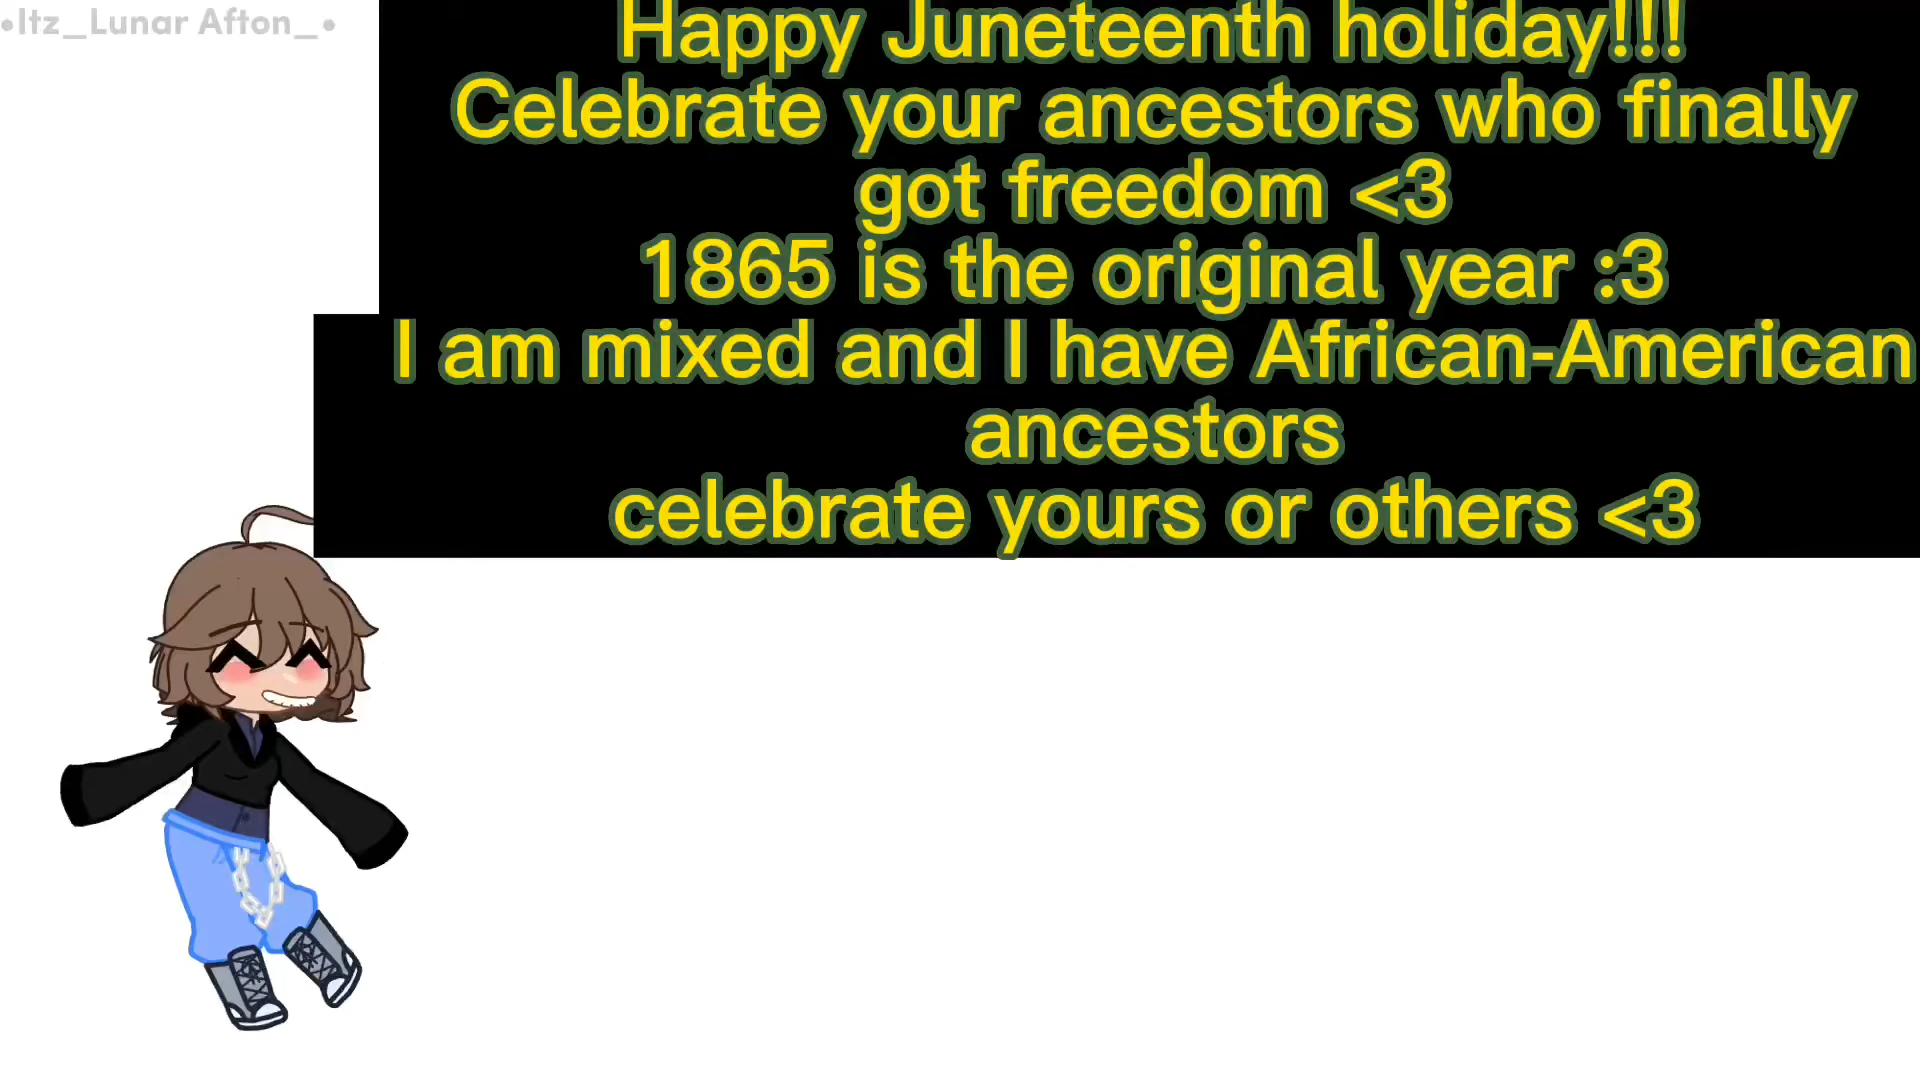 •Itz_Lunar Afton_•
Happy Juneteenth holiday!!!
Celebrate your ancestors who finally
got freedom <3
1865 is the original year :3
I am mixed and I have African-American
ancestors
celebrate yours or others <3